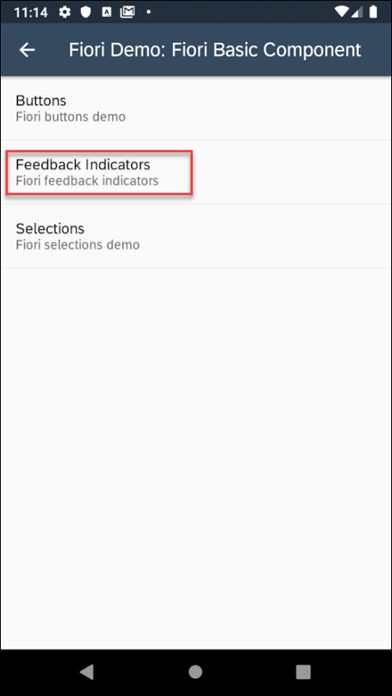 11:14
Fiori Demo: Fiori Basic Component
Buttons
Fiori buttons demo
Feedback Indicators
Fiori feedback indicators
Selections
Fiori selections demo